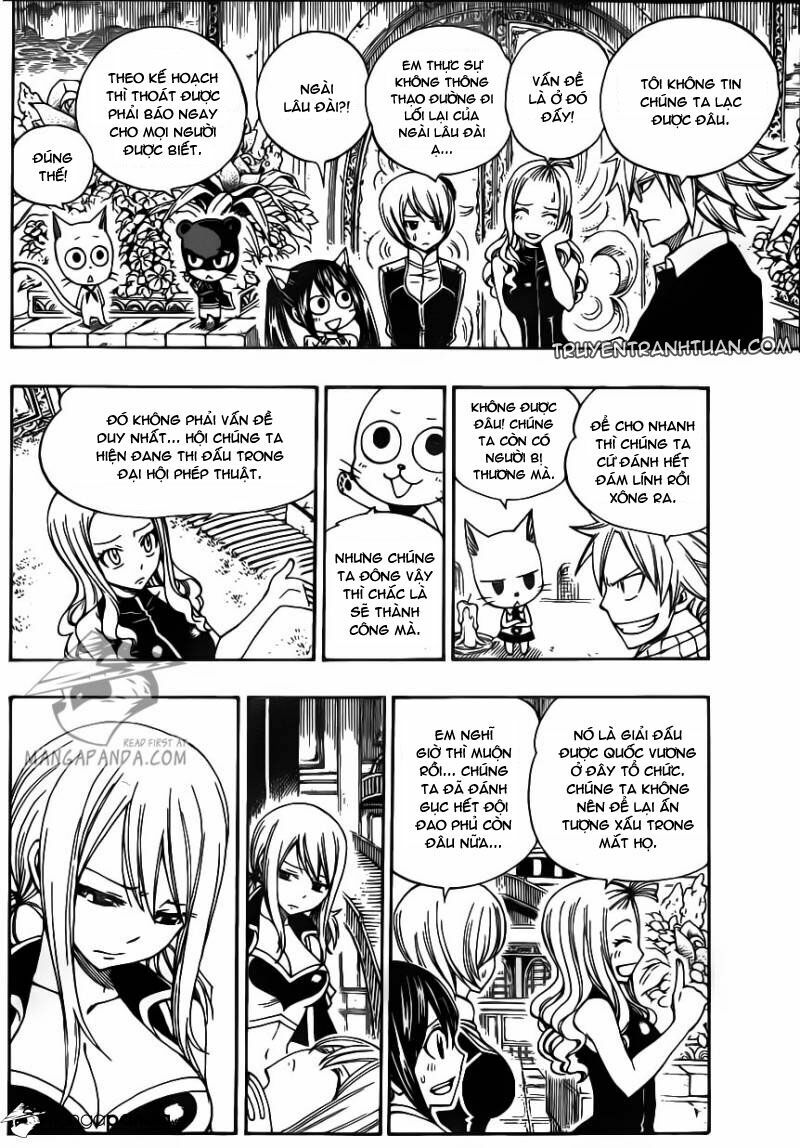 TÔI KHÔNG TIN
CHÚNG TA LẠC
ĐƯỢC ĐÂU.
VẤN ĐỀ
LÀ Ở ĐÓ
ĐẤY!
EM THỰC SỰ
KHÔNG THÔNG
THẠO ĐƯỜNG ĐI
LỐI LẠI CỦA
NGÀI LÂU ĐÀI
Ạ...
NGÀI
LÂU ĐÀI?!
THEO KẾ HOẠCH
THÌ THOÁT ĐƯỢC
PHẢI BÁO NGAY
CHO MỌI NGƯỜI
ĐƯỢC BIẾT.
ĐÚNG
THẾ!
TRUYENTRANHTUAN.COM
ĐỂ CHO NHANH
THÌ CHÚNG TA
CỨ ĐÁNH HẾT
ĐÁM LÍNH RỒI
XÔNG RA.
KHÔNG ĐƯỢC
ĐÂU! CHÚNG
TA CÒN CÓ
NGƯỜI BỊ
THƯƠNG MÀ.
NHƯNG CHÚNG
TA ĐÔNG VẬY
THÌ CHẮC LÀ
SẼ THÀNH
CÔNG MÀ.
ĐÓ KHÔNG PHẢI VẤN ĐỀ
DUY NHẤT... HỘI CHÚNG TA
HIỆN ĐANG THI ĐẤU TRONG
ĐẠI HỘI PHÉP THUẬT.
NÓ LÀ GIẢI ĐẤU
ĐƯỢC QUỐC VƯƠNG
Ở ĐÂY TỔ CHỨC.
CHÚNG TA KHÔNG
NÊN ĐỂ LẠI ẤN
TƯỢNG XẤU TRONG
MẮT HỌ.
EM NGHĨ
GIỜ THÌ MUỘN
RỒI... CHÚNG
TA ĐÃ ĐÁNH
GỤC HẾT ĐỘI
ĐAO PHỦ CÒN
ĐÂU NỮA.
READ FIRST AT
MANGAPANDA.COM